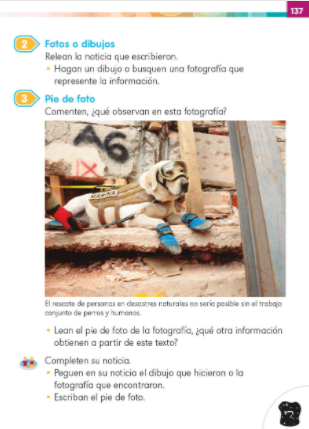 137
2 Fotos o dibujos
Relean la noticia que escribieron.
• Hagan un dibujo o busquen una fotografía que
represente la información.
3 Pie de foto
Comenten, ¿qué observan en esta fotografía?
A6
MARINA
El rescate de personas en desastres naturales no sería posible sin el trabajo
conjunto de perros y humanos.
• Lean el pie de foto de la fotografía, ¿qué otra información
obtienen a partir de este texto?
Completen su noticia.
• Peguen en su noticia el dibujo que hicieron o la
fotografía que encontraron.
• Escriban el pie de foto.